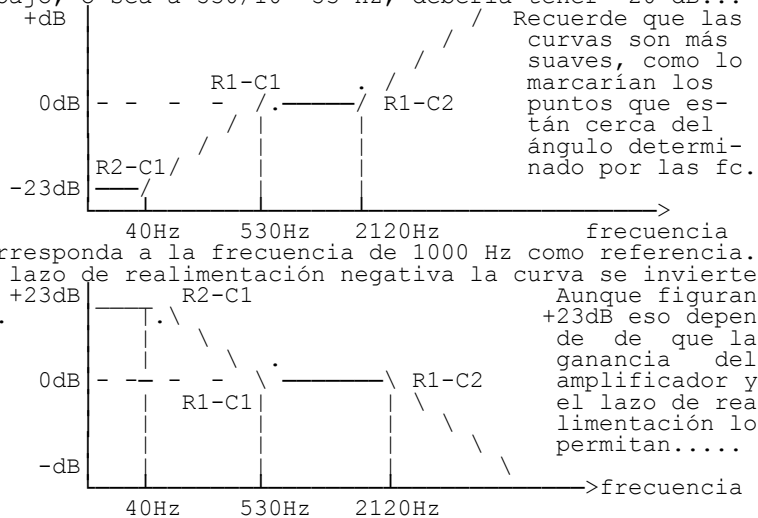 bajo, o sea a 530/10=53 Hz, debería tener -20 dB...
+dB Recuerde que las
curvas son más
suaves, como lo
R1-C1 marcarían los
0dB R1-C2 puntos que es-
tán cerca del
ángulo determi-
R2-C1 nado por las fc.
-23dB
40Hz 530Hz 2120Hz frecuencia
rresponda a la frecuencia de 1000 Hz como referencia.
lazo de realimentación negativa la curva se invierte
+23dB R2-C1 Aunque figuran
+23dB eso depen
de de que la
ganancia del
0dB R1-C2 amplificador y
R1-C1 el lazo de rea
limentación lo
permitan.....
-dB
>frecuencia
40Hz 530Hz 2120Hz